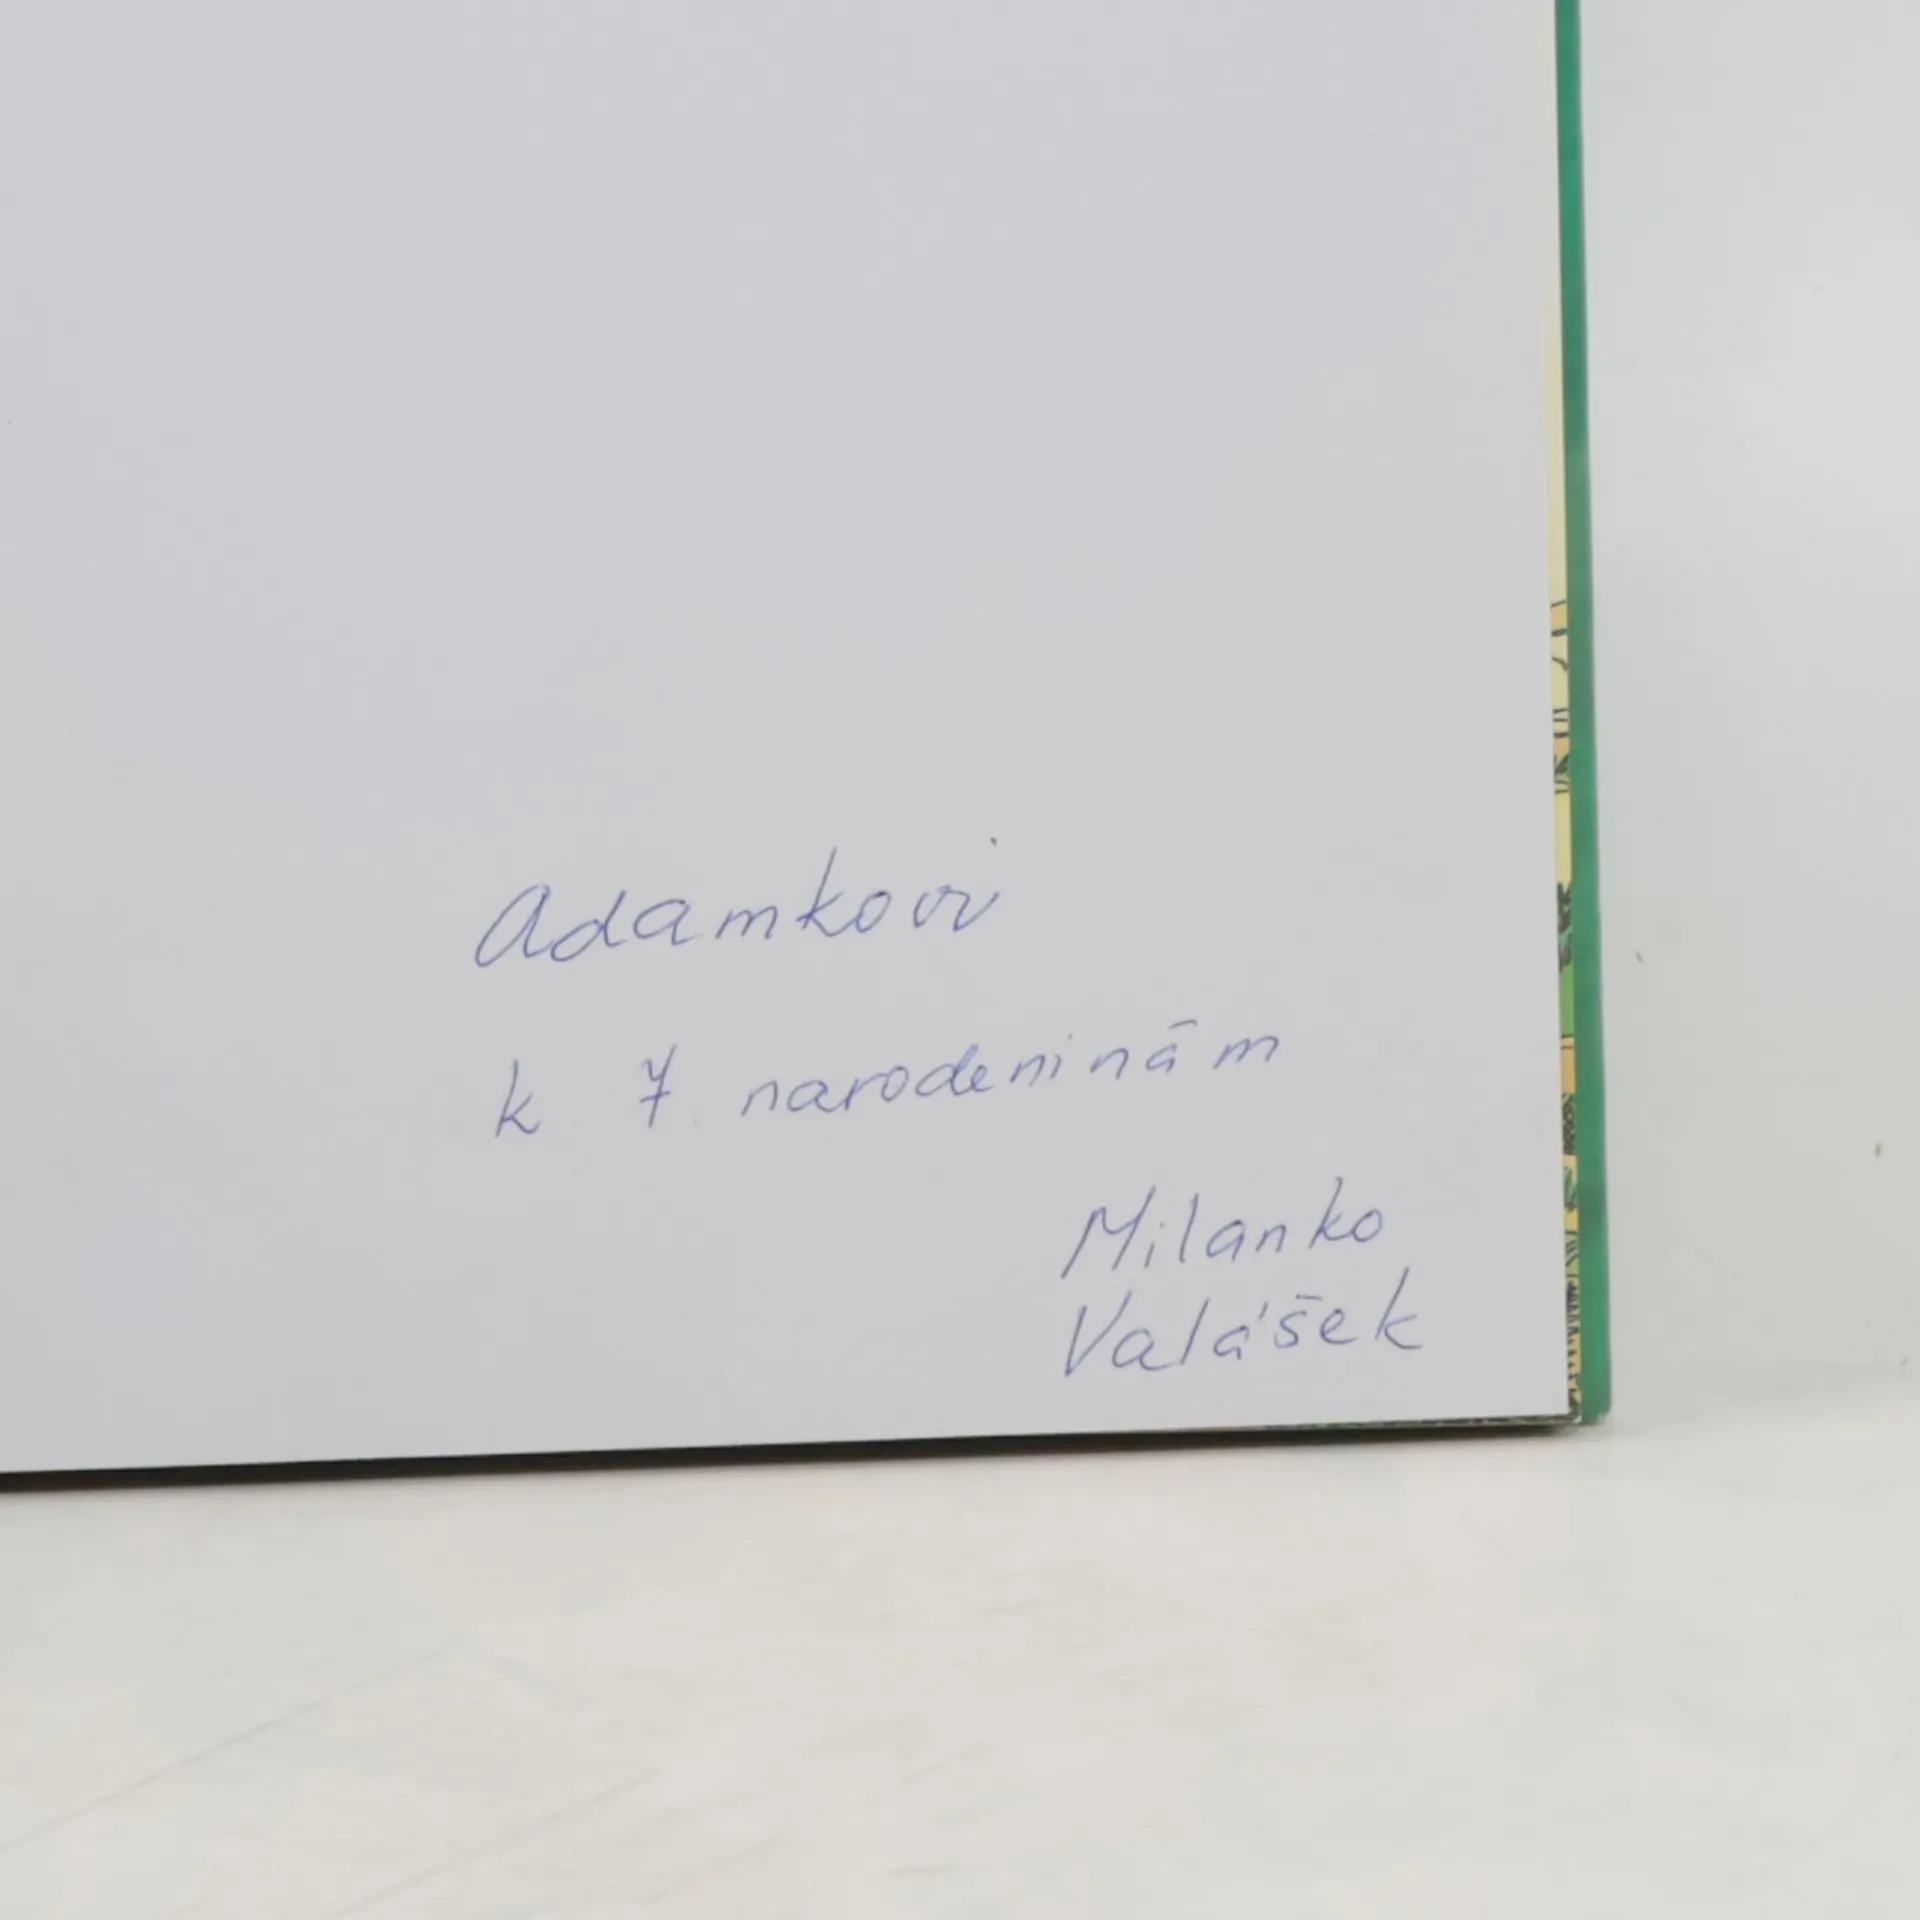 Adamkovi
k 7 narodeninám
Milanko
Valášek